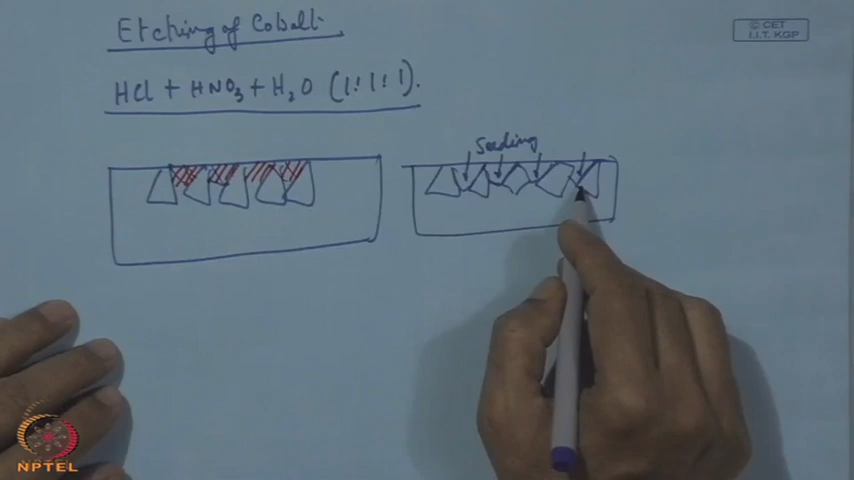 Etching of Cobalt
© CET
I.I.T. KGP
HCl + HNO3 + H2O (1:1:1).
Seeding
NPTEL